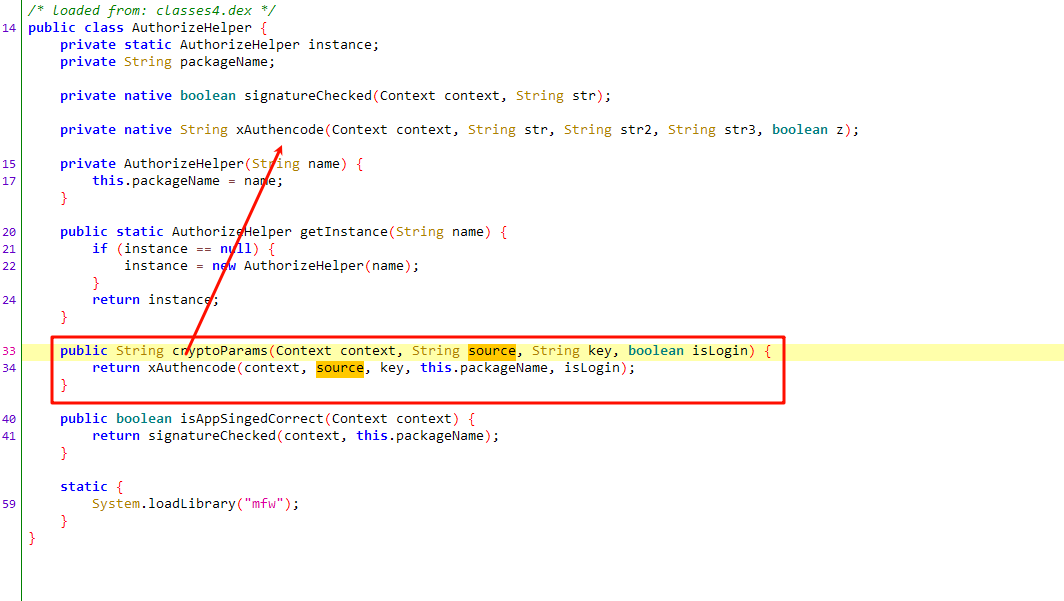 /* loaded from: classes4.dex */
14 public class AuthorizeHelper {
private static AuthorizeHelper instance;
private String packageName;
private native boolean signatureChecked(Context context, String str);
private native String xAuthencode(Context context, String str, String str2, String str3, boolean z);
15 private AuthorizeHelper(String name) {
17 this.packageName = name;
}
20 public static AuthorizeHelper getInstance(String name) {
21 if (instance == null) {
22 instance = new AuthorizeHelper(name);
}
24 return instance;
}
33 public String cryptoParams(Context context, String source, String key, boolean isLogin) {
34 return xAuthencode(context, source, key, this.packageName, isLogin);
}
40 public boolean isAppSingedCorrect(Context context) {
41 return signatureChecked(context, this.packageName);
}
static {
59 System.loadLibrary("mfw");
}
}